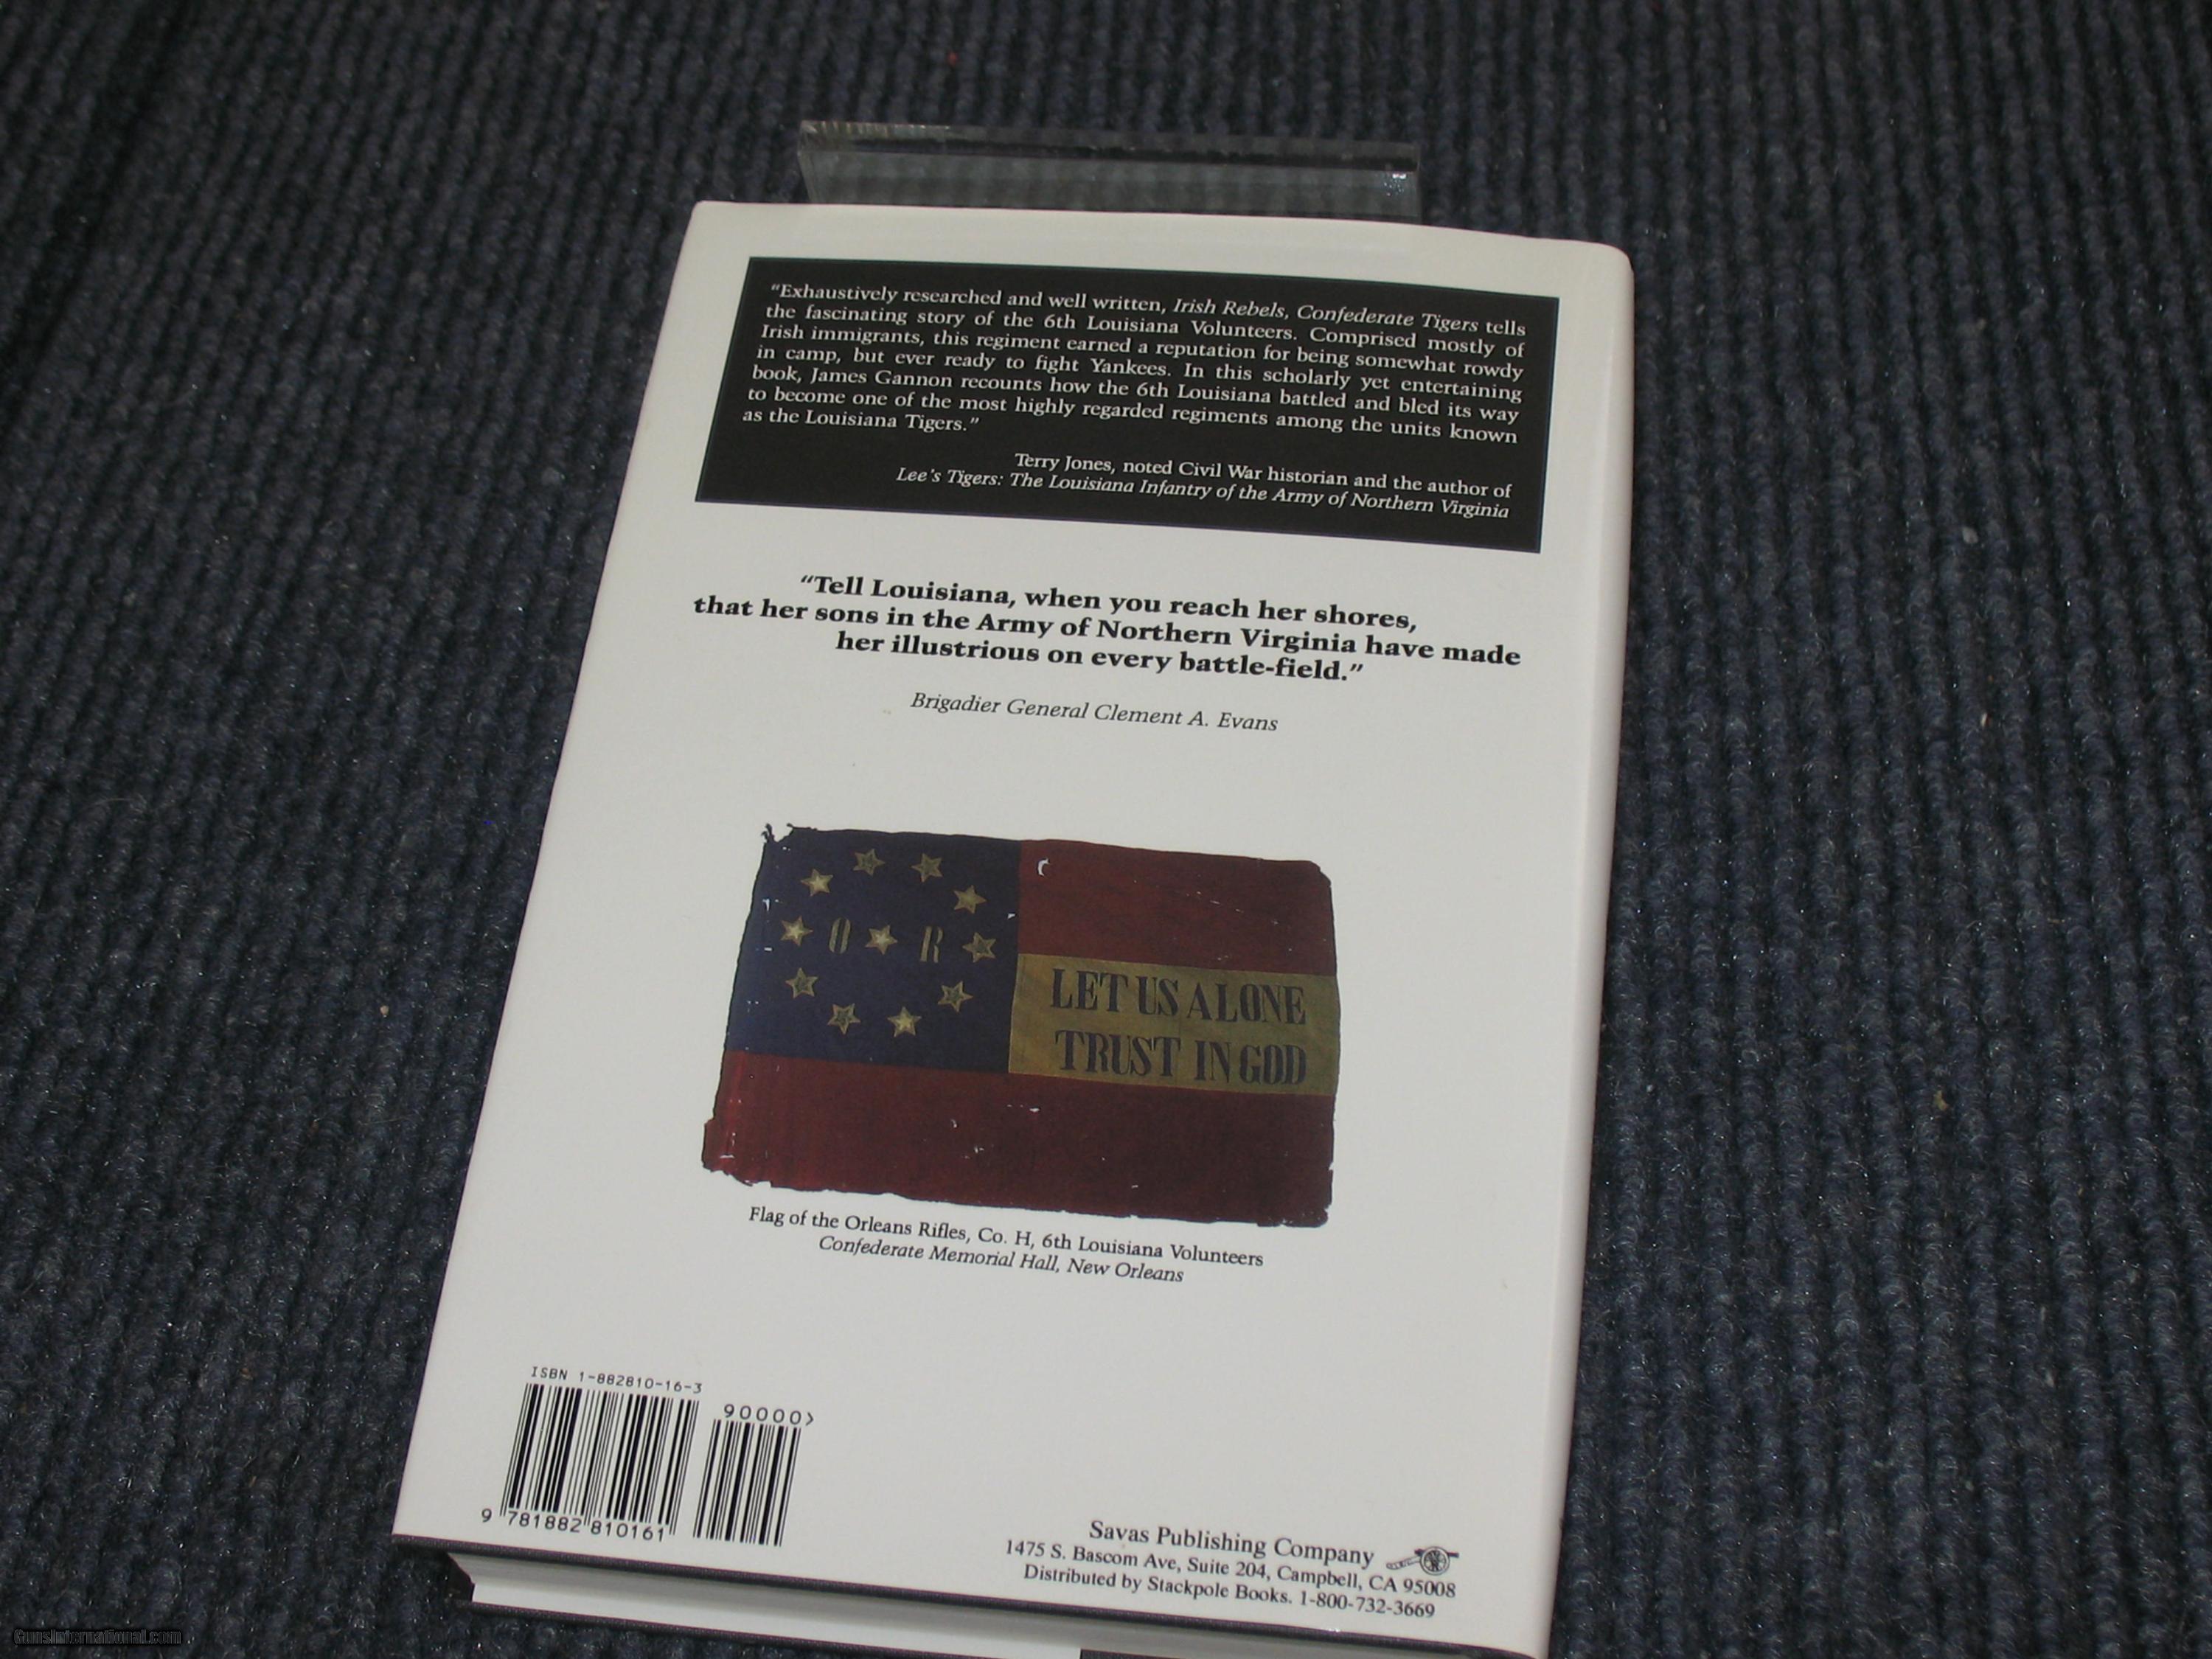 “Exhaustively researched and well written, Irish Rebels, Confederate Tigers tells
the fascinating story of the 6th Louisiana Volunteers. Comprised mostly of
Irish immigrants, this regiment earned a reputation for being somewhat rowdy
in camp, but ever ready to fight Yankees. In this scholarly yet entertaining
book, James Gannon recounts how the 6th Louisiana battled and bled its way
to become one of the most highly regarded regiments among the units known
as the Louisiana Tigers.”
Terry Jones, noted Civil War historian and the author of
Lee's Tigers: The Louisiana Infantry of the Army of Northern Virginia
“Tell Louisiana, when you reach her shores,
that her sons in the Army of Northern Virginia have made
her illustrious on every battle-field.”
Brigadier General Clement A. Evans
O R
LET US ALONE
TRUST IN GOD
Flag of the Orleans Rifles, Co. H, 6th Louisiana Volunteers
Confederate Memorial Hall, New Orleans
ISBN 1-882810-16-3
90000>
9 781882 810161
Savas Publishing Company
1475 S. Bascom Ave, Suite 204, Campbell, CA 95008
Distributed by Stackpole Books. 1-800-732-3669
GunsInternational.com